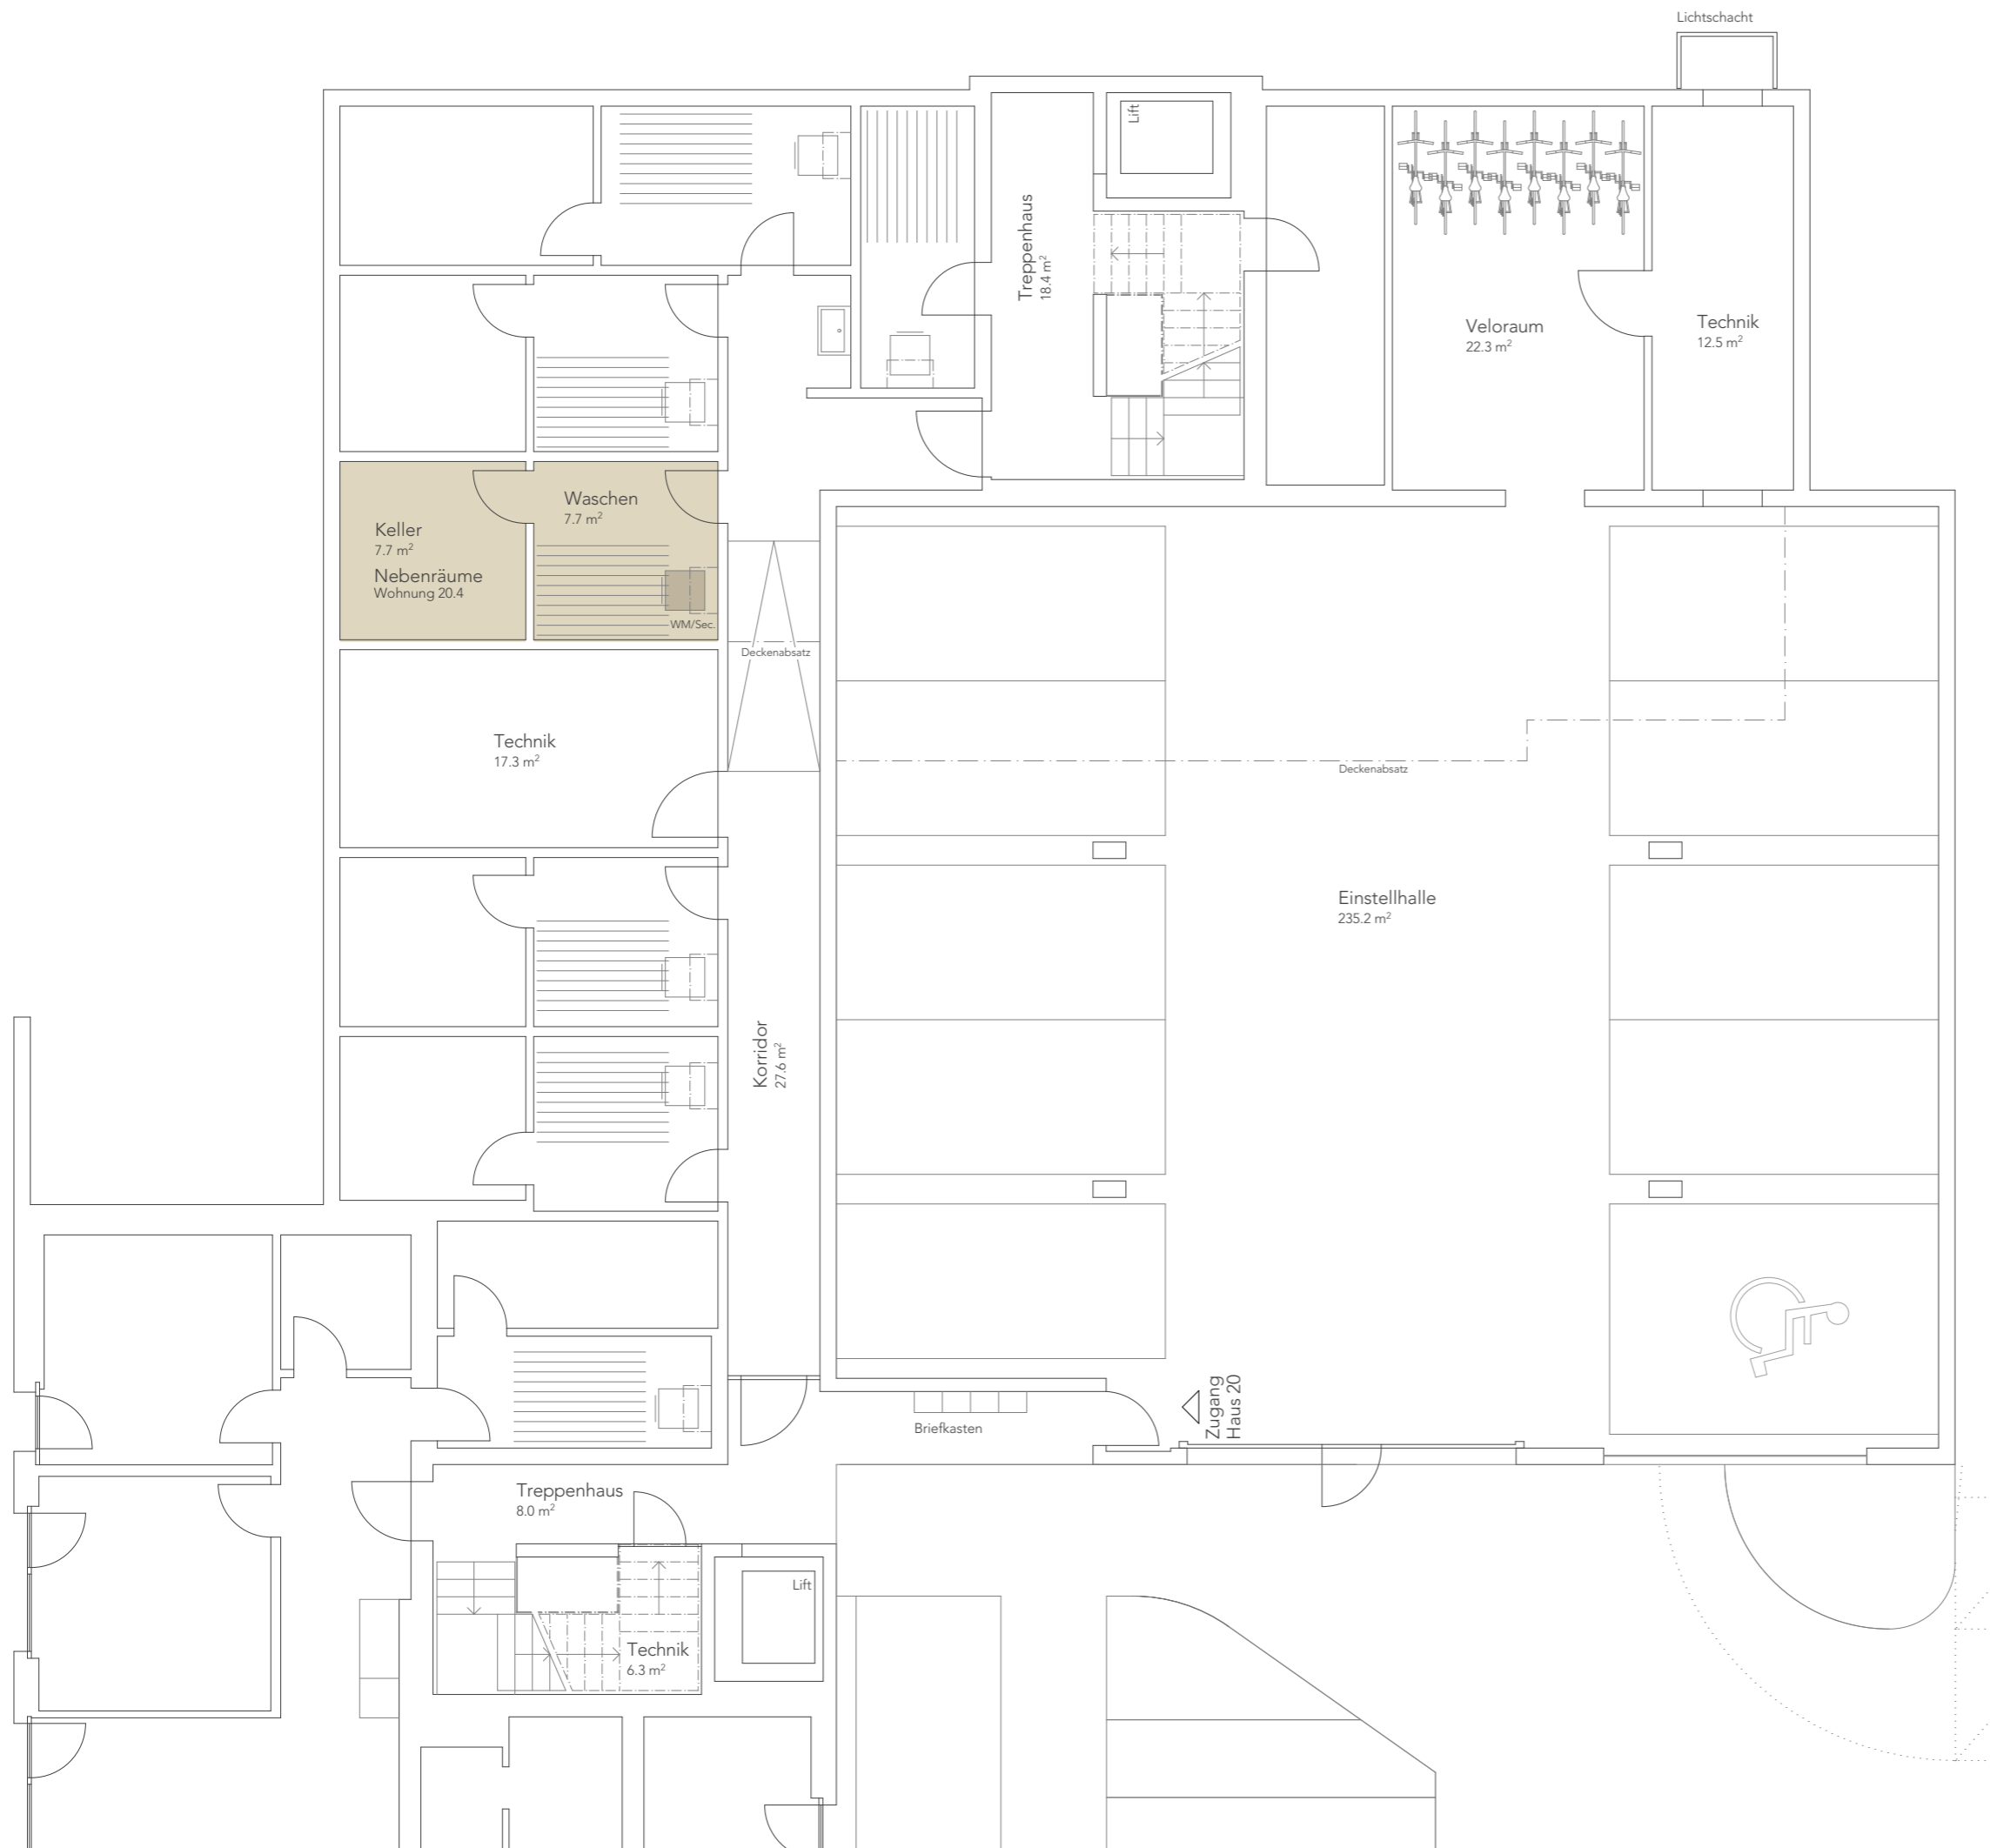 Lichtschacht
Lift
Treppenhaus
18.4 m²
Veloraum
22.3 m²
Technik
12.5 m²
Waschen
7.7 m²
Keller
7.7 m²
Nebenräume
Wohnung 20.4
WM/Sec.
Deckenabsatz
Technik
17.3 m²
Deckenabsatz
Einstellhalle
235.2 m²
Korridor
27.6 m²
Zugang
Haus 20
Briefkasten
Treppenhaus
8.0 m²
Lift
Technik
6.3 m²